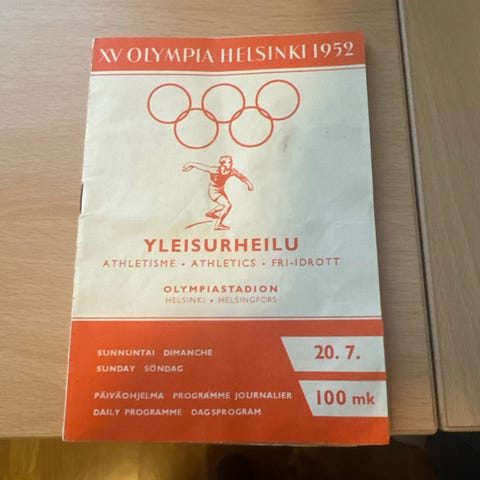 XV OLYMPIA HELSINKI 1952
YLEISURHEILU
ATHLETISME • ATHLETICS • FRI-IDROTT
OLYMPIASTADION
HELSINKI • HELSINGFORS
SUNNUNTAI DIMANCHE
SUNDAY SÖNDAG
20. 7.
PÄIVÄOHJELMA PROGRAMME JOURNALIER
DAILY PROGRAMME DAGSPROGRAM
100 mk